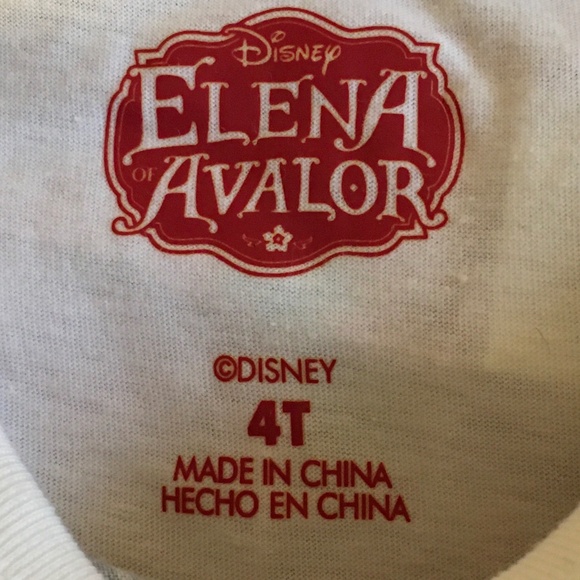 Disney
ELENA
OF AVALOR
©DISNEY
4T
MADE IN CHINA
HECHO EN CHINA